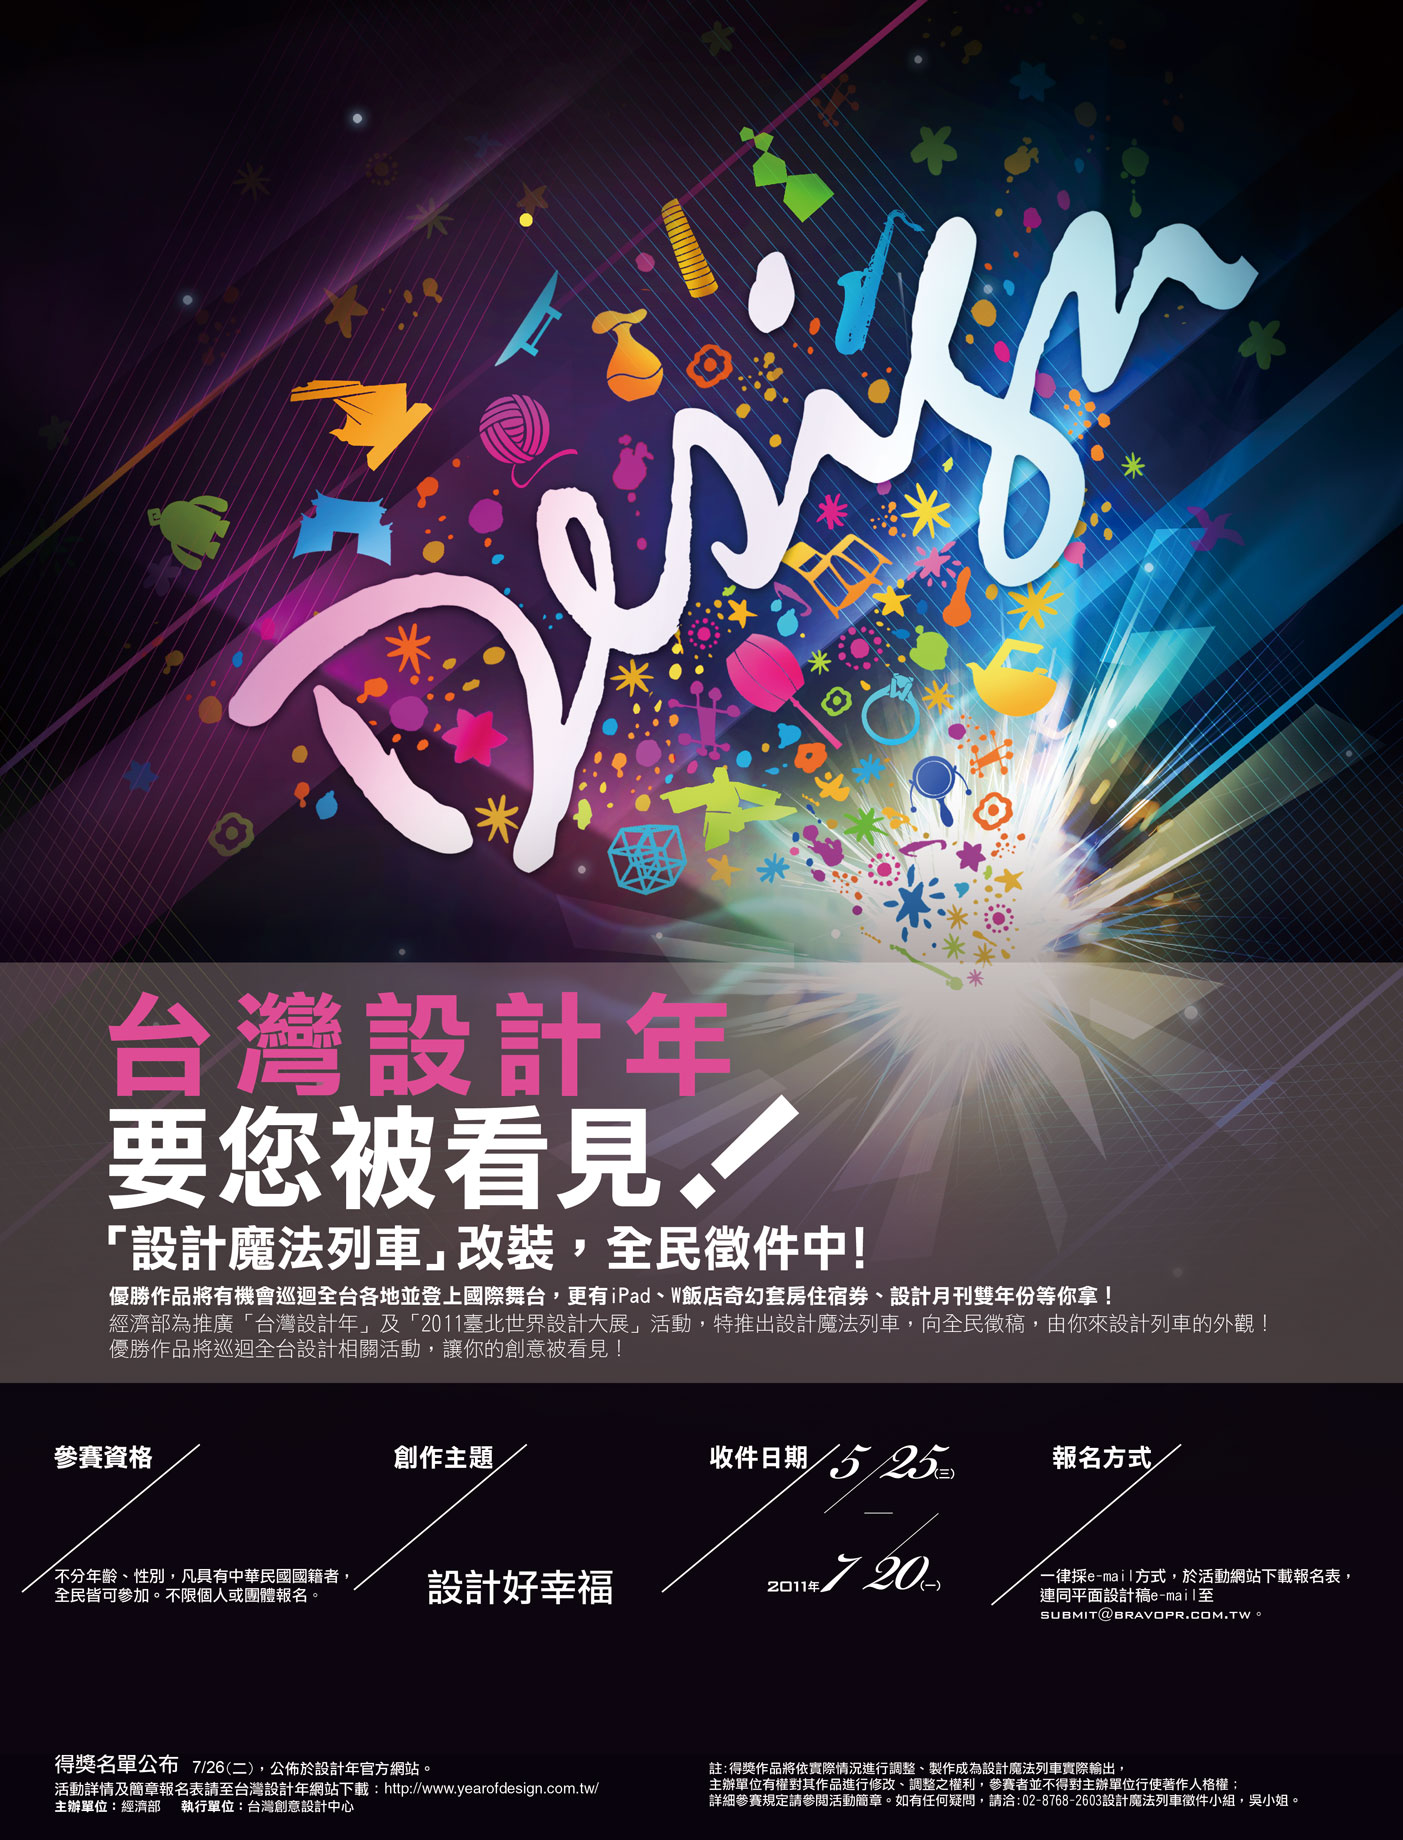 Design
台灣設計年
要您被看見！
「設計魔法列車」改裝，全民徵件中！
優勝作品將有機會巡迴全台各地並登上國際舞台，更有iPad、W飯店奇幻套房住宿券、設計月刊雙年份等你拿！
經濟部為推廣「台灣設計年」及「2011臺北世界設計大展」活動，特推出設計魔法列車，向全民徵稿，由你來設計列車的外觀！
優勝作品將巡迴全台設計相關活動，讓你的創意被看見！
參賽資格
不分年齡、性別，凡具有中華民國國籍者，
全民皆可參加。不限個人或團體報名。
創作主題
設計好幸福
收件日期 5/25(三)
—
2011年 7/20(一)
報名方式
一律採e-mail方式，於活動網站下載報名表，
連同平面設計稿e-mail至
SUBMIT@BRAVOPR.COM.TW。
得獎名單公布 7/26(二)，公佈於設計年官方網站。
活動詳情及簡章報名表請至台灣設計年網站下載：http://www.yearofdesign.com.tw/
主辦單位：經濟部 執行單位：台灣創意設計中心
註:得獎作品將依實際情況進行調整、製作成為設計魔法列車實際輸出，
主辦單位有權對其作品進行修改、調整之權利，參賽者並不得對主辦單位行使著作人格權；
詳細參賽規定請參閱活動簡章。如有任何疑問，請洽:02-8768-2603設計魔法列車徵件小組，吳小姐。